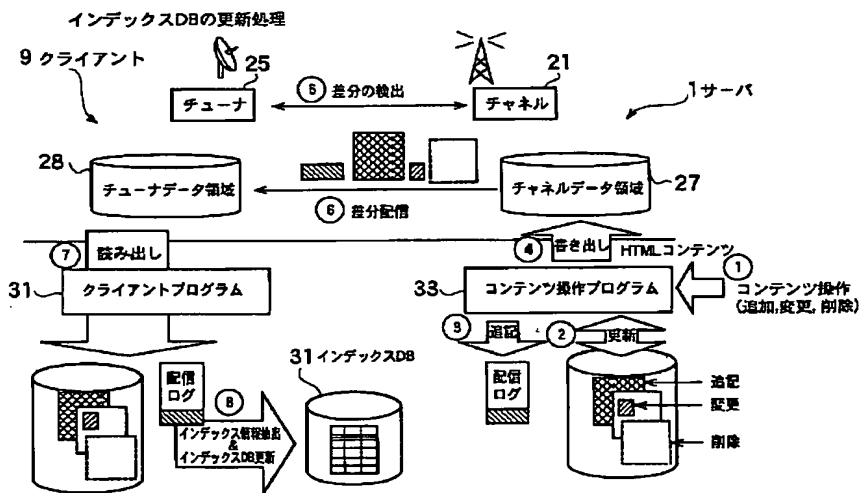 インデックスDBの更新処理
9 クライアント
25
チューナ
5 差分の検出
21
チャネル
1サーバ
28
チューナデータ領域
6 差分配信
チャネルデータ領域
27
7
読み出し
4
書き出し
HTMLコンテンツ
1
コンテンツ操作
(追加,変更,削除)
31
クライアントプログラム
33
コンテンツ操作プログラム
3
追記
2
更新
配信
ログ
8
インデックス情報抽出
&
インデックスDB更新
31 インデックスDB
配信
ログ
追記
変更
削除